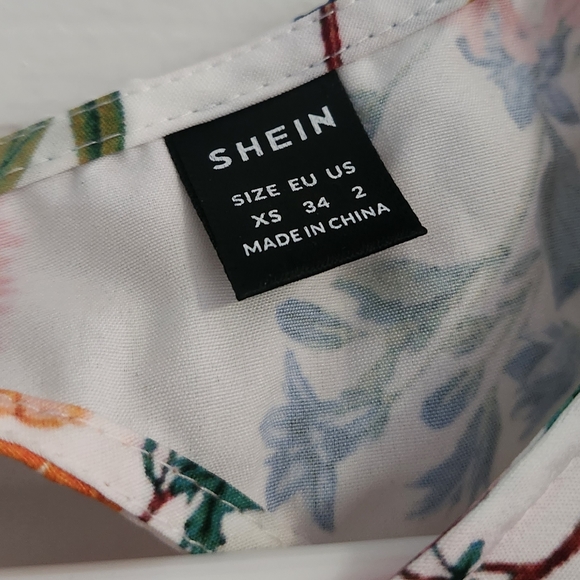 SHEIN
SIZE EU US
XS 34 2
MADE IN CHINA